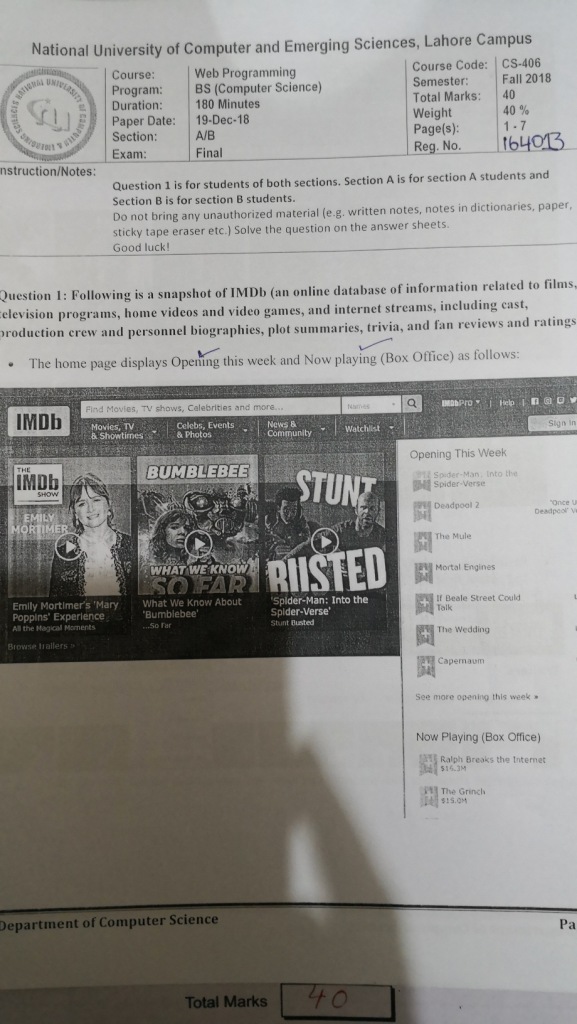 National University of Computer and Emerging Sciences, Lahore Campus
Course: Web Programming Course Code: CS-406
Program: BS (Computer Science) Semester: Fall 2018
Duration: 180 Minutes Total Marks: 40
Paper Date: 19-Dec-18 Weight 40 %
Section: A/B Page(s): 1 - 7
Exam: Final Reg. No. 164013
nstruction/Notes:
Question 1 is for students of both sections. Section A is for section A students and
Section B is for section B students.
Do not bring any unauthorized material (e.g. written notes, notes in dictionaries, paper,
sticky tape eraser etc.) Solve the question on the answer sheets.
Good luck!
Question 1: Following is a snapshot of IMDb (an online database of information related to films,
elevision programs, home videos and video games, and internet streams, including cast,
production crew and personnel biographies, plot summaries, trivia, and fan reviews and ratings
• The home page displays Opening this week and Now playing (Box Office) as follows:
IMDb
Find Movies, TV shows, Celebrities and more...
IMDbPro Help
Movies, TV & Showtimes
Celebs, Events & Photos
News & Community
Watchlist
Sign in
THE IMDb SHOW
EMILY MORTIMER
BUMBLEBEE
WHAT WE KNOW
SO FAR
STUNT
BUSTED
Emily Mortimer's 'Mary Poppins' Experience
All the Magical Moments
What We Know About 'Bumblebee'
...So Far
'Spider-Man: Into the Spider-Verse'
Stunt Busted
Browse trailers »
Opening This Week
Spider-Man: Into the
Spider-Verse
Deadpool 2
'Once U
Deadpool' V
The Mule
Mortal Engines
If Beale Street Could
Talk
The Wedding
Capernaum
See more opening this week »
Now Playing (Box Office)
Ralph Breaks the Internet
$16.3M
The Grinch
$15.0M
Department of Computer Science
Pa
Total Marks 40